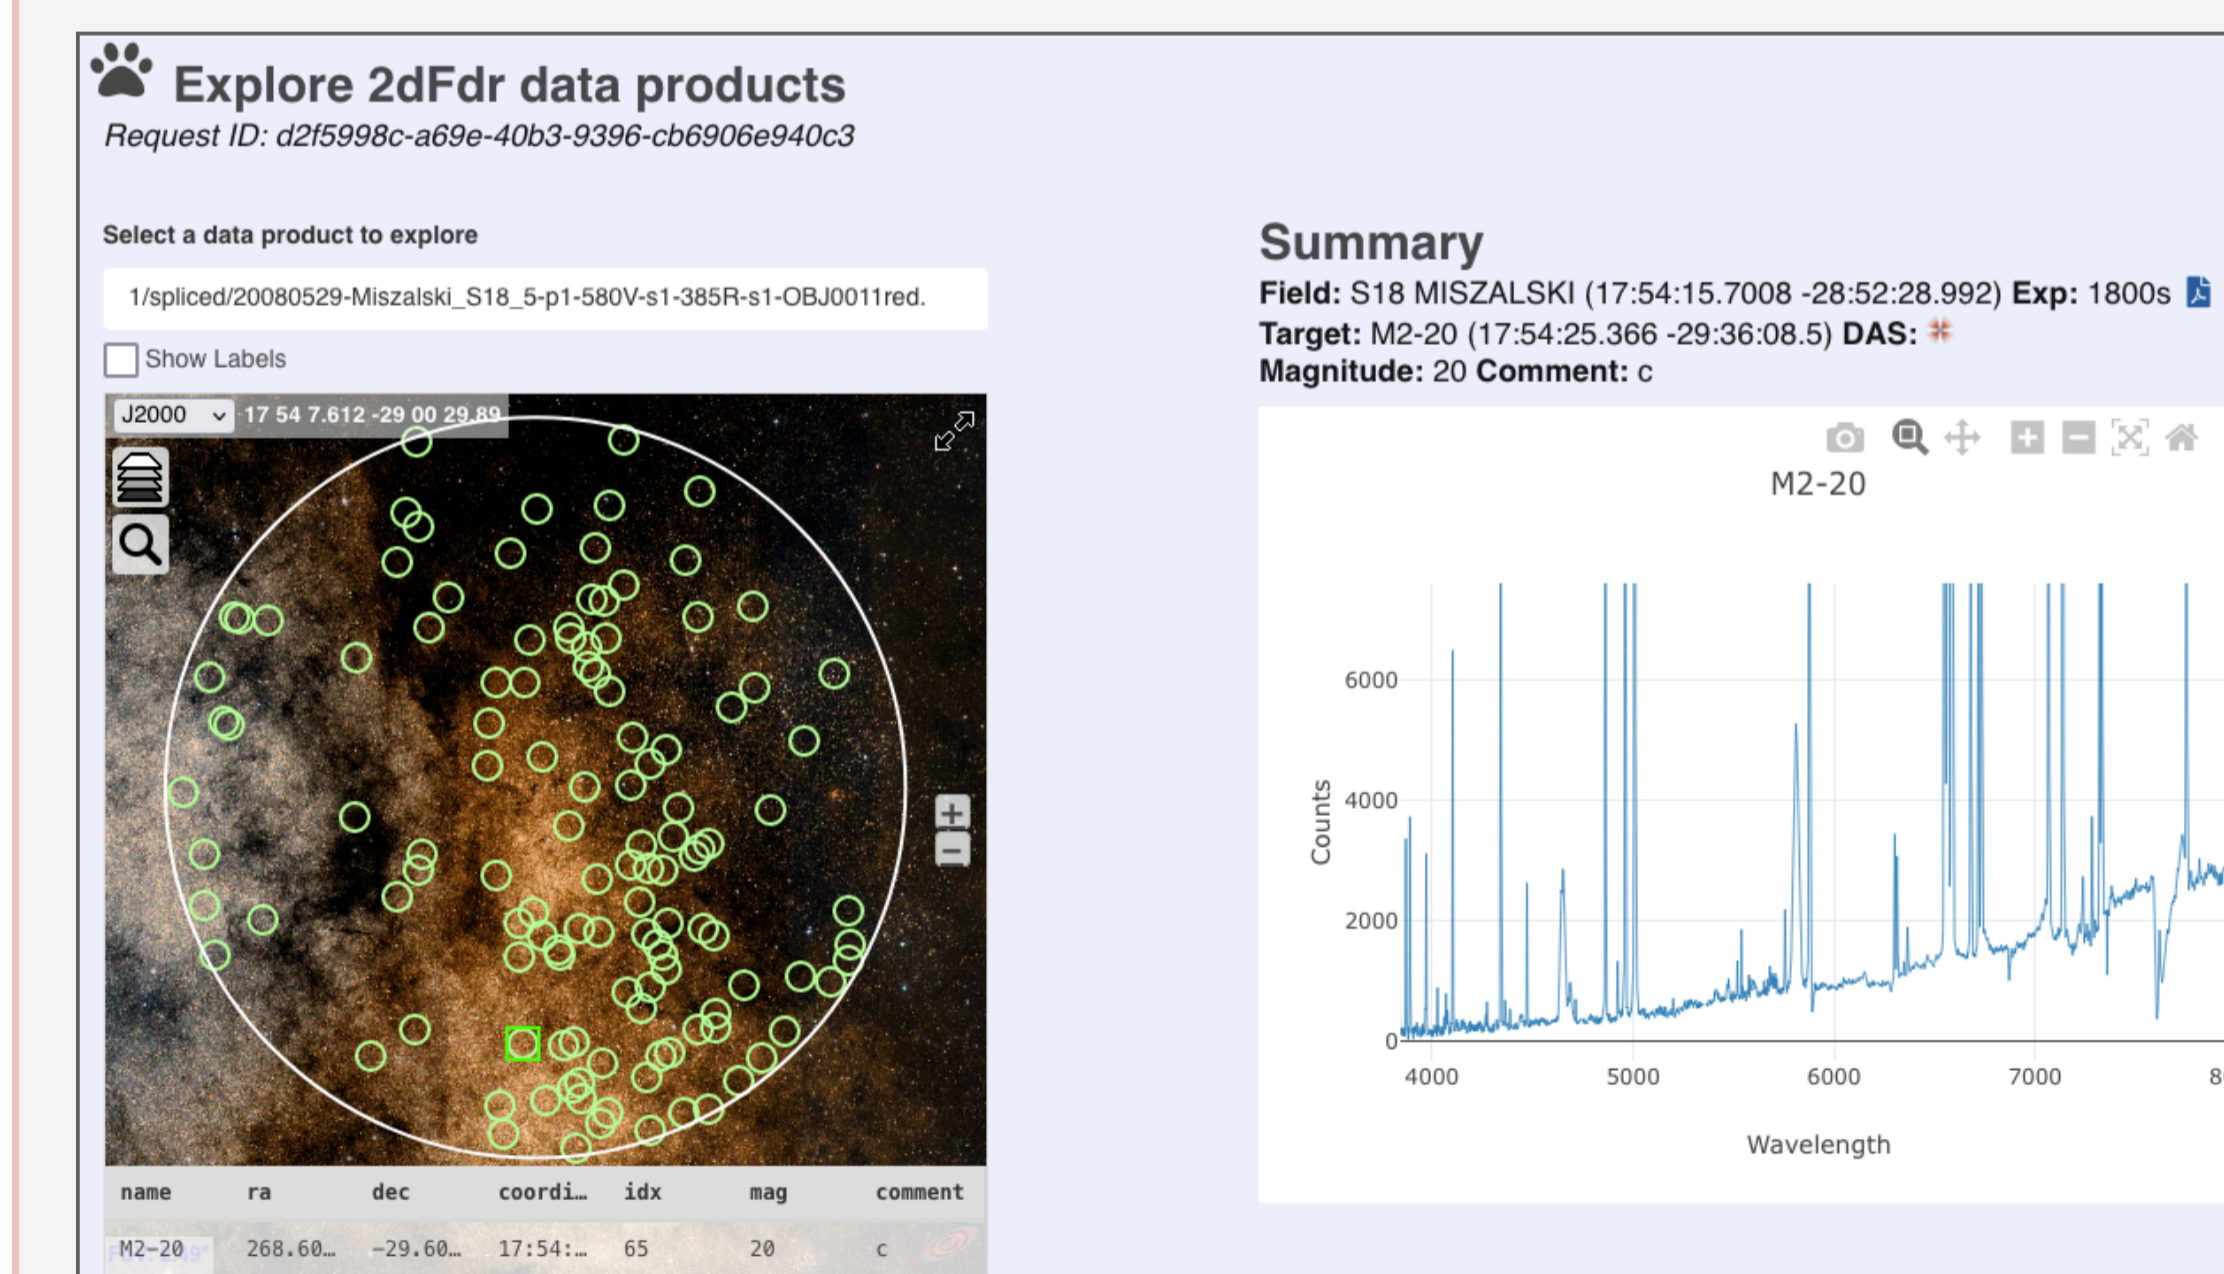 Explore 2dFdr data products
Request ID: d2f5998c-a69e-40b3-9396-cb6906e940c3
Select a data product to explore
1/spliced/20080529-Miszalski_S18_5-p1-580V-s1-385R-s1-OBJ0011red.
Show Labels
J2000 17 54 7.612 -29 00 29.89
+
−
name ra dec coordi… idx mag comment
M2-20 268.60… −29.60… 17:54:… 65 20 c
Summary
Field: S18 MISZALSKI (17:54:15.7008 -28:52:28.992) Exp: 1800s
Target: M2-20 (17:54:25.366 -29:36:08.5) DAS:
Magnitude: 20 Comment: c
M2-20
Counts
6000
4000
2000
0
4000 5000 6000 7000 8
Wavelength